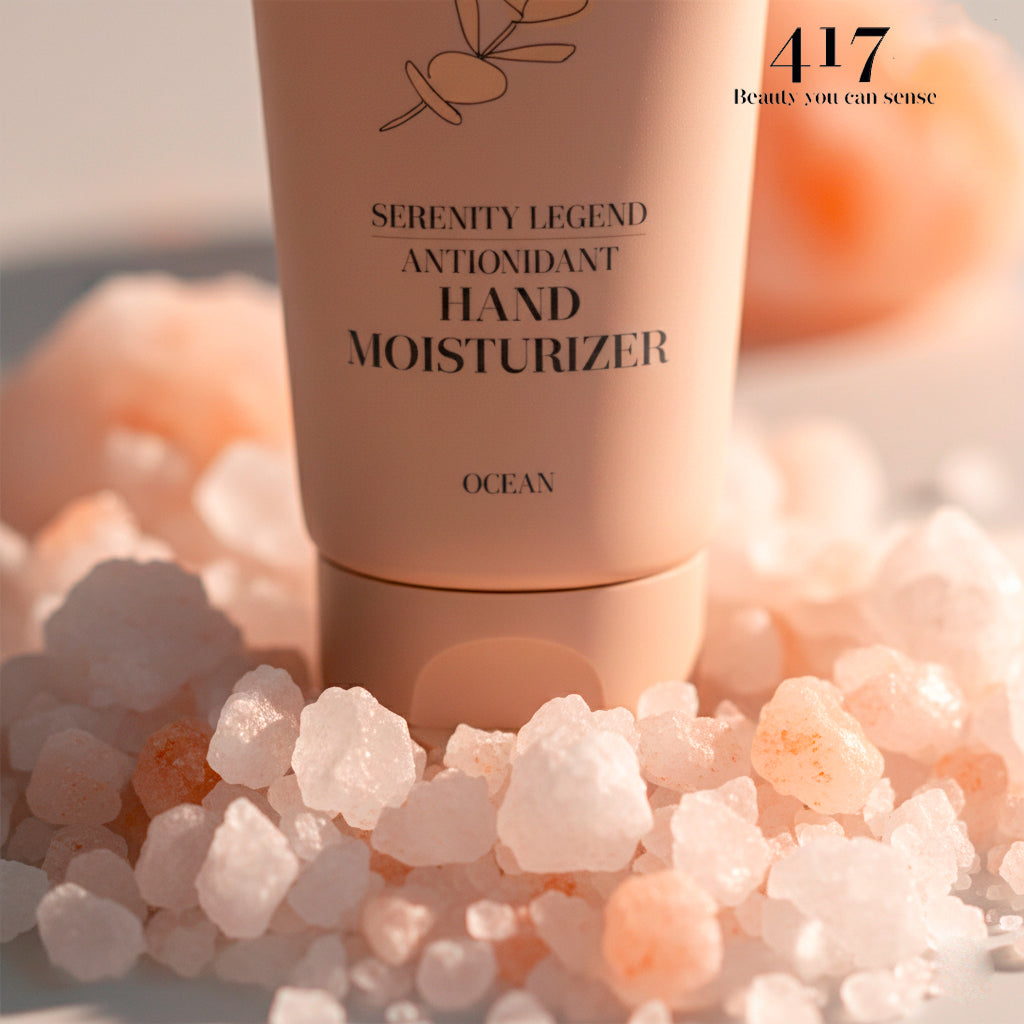 417
Beauty you can sense
SERENITY LEGEND
ANTIONIDANT
HAND
MOISTURIZER
OCEAN